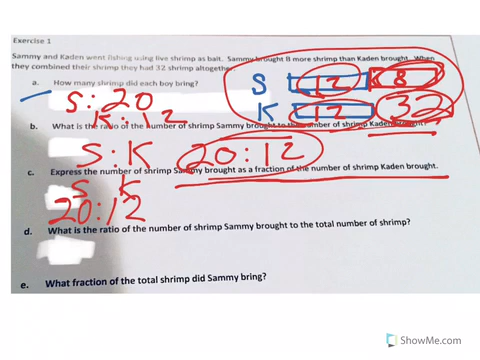 Exercise 1
Sammy and Kaden went fishing using live shrimp as bait. Sammy brought 8 more shrimp than Kaden brought. When
they combined their shrimp they had 32 shrimp altogether.
a. How many shrimp did each boy bring?
S 12 8
K 12 32
S: 20
K: 12
b. What is the ratio of the number of shrimp Sammy brought to the number of shrimp Kaden brought?
S:K 20:12
c. Express the number of shrimp Sammy brought as a fraction of the number of shrimp Kaden brought.
S K
20:12
d. What is the ratio of the number of shrimp Sammy brought to the total number of shrimp?
e. What fraction of the total shrimp did Sammy bring?
ShowMe.com